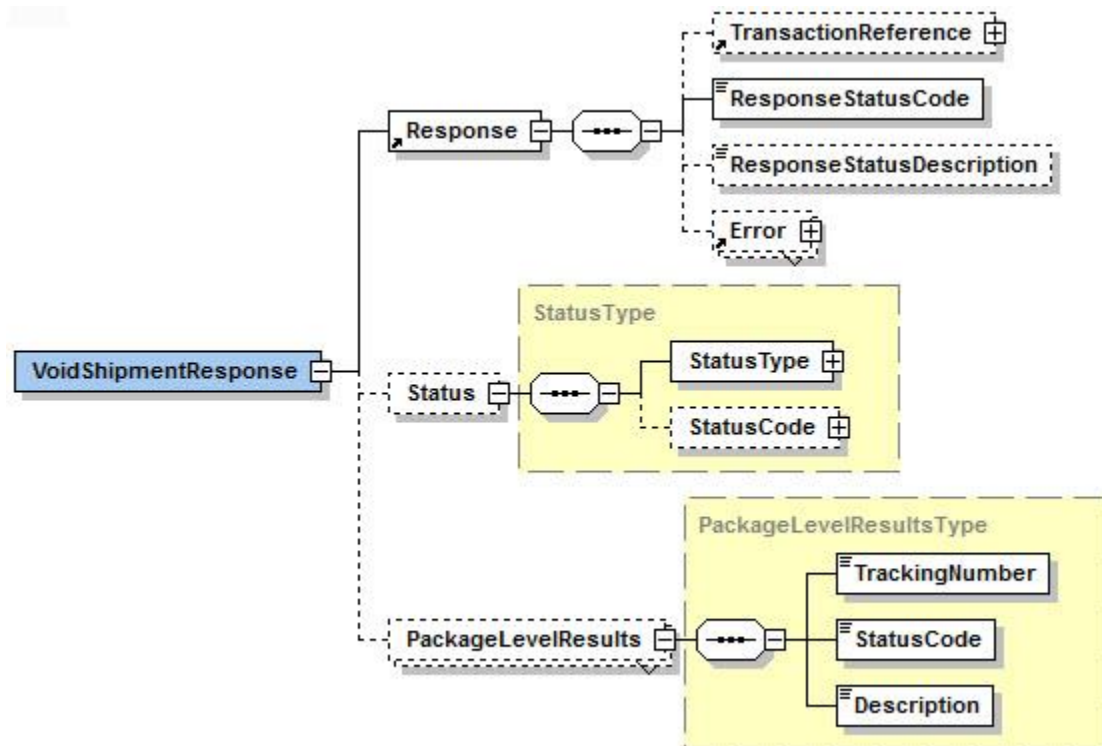 TransactionReference
ResponseStatusCode
Response
ResponseStatusDescription
Error
StatusType
VoidShipmentResponse
StatusType
Status
StatusCode
PackageLevelResultsType
TrackingNumber
PackageLevelResults
StatusCode
Description